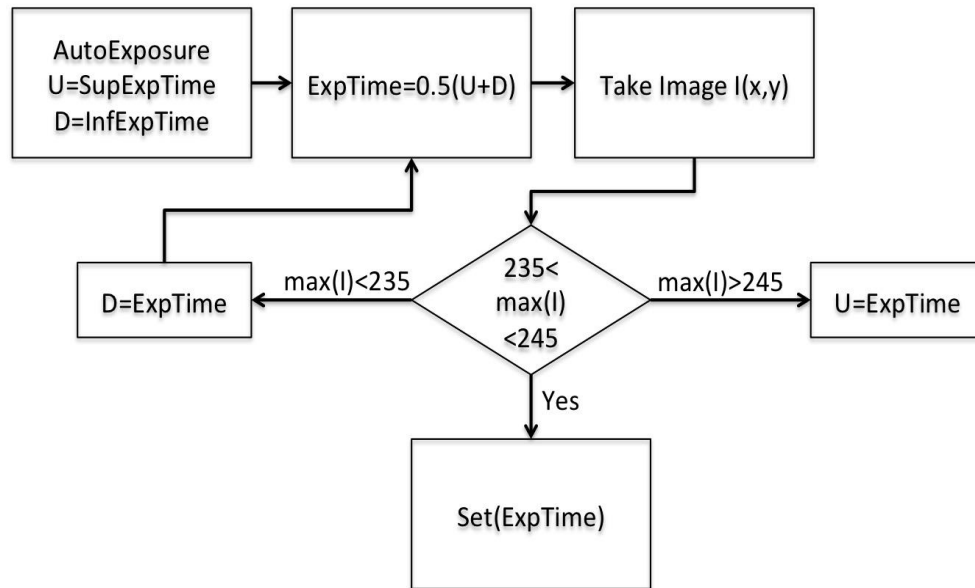 AutoExposure
U=SupExpTime
D=InfExpTime
ExpTime=0.5(U+D)
Take Image I(x,y)
D=ExpTime
max(I)<235
235<
max(I)
<245
max(I)>245
U=ExpTime
Yes
Set(ExpTime)